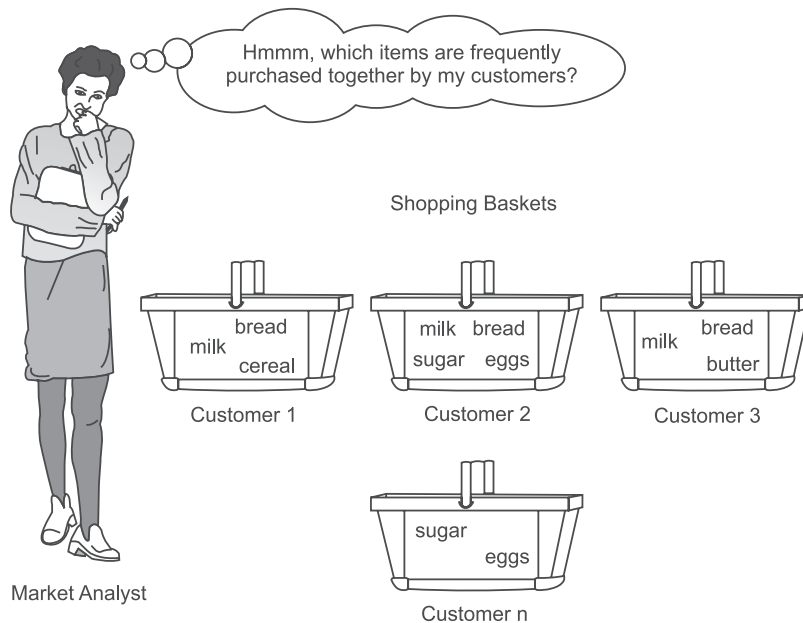 Hmmm, which items are frequently
purchased together by my customers?
Shopping Baskets
bread
milk
cereal
Customer 1
milk bread
sugar eggs
Customer 2
bread
milk
butter
Customer 3
sugar
eggs
Customer n
Market Analyst